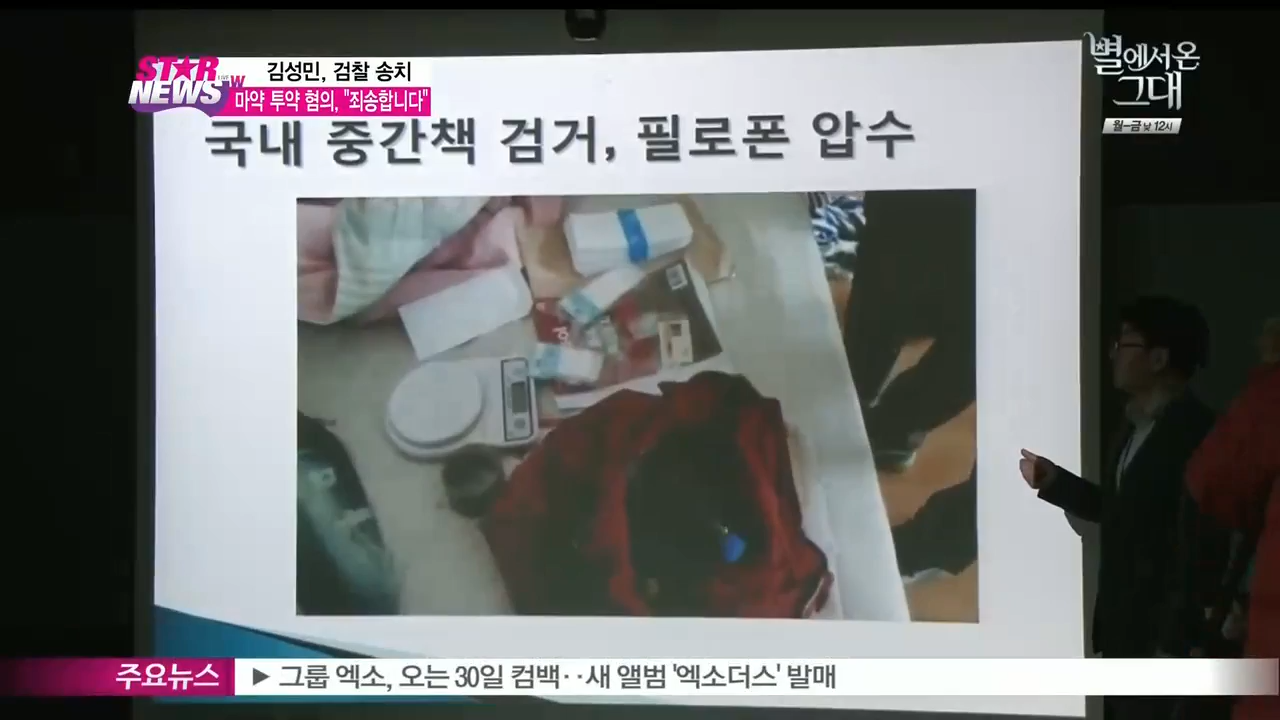 STAR NEWS
김성민, 검찰 송치
마약 투약 혐의, "죄송합니다"
별에서 온 그대
월-금 낮 12시
국내 중간책 검거, 필로폰 압수
주요뉴스
▶ 그룹 엑소, 오는 30일 컴백‥새 앨범 '엑소더스' 발매